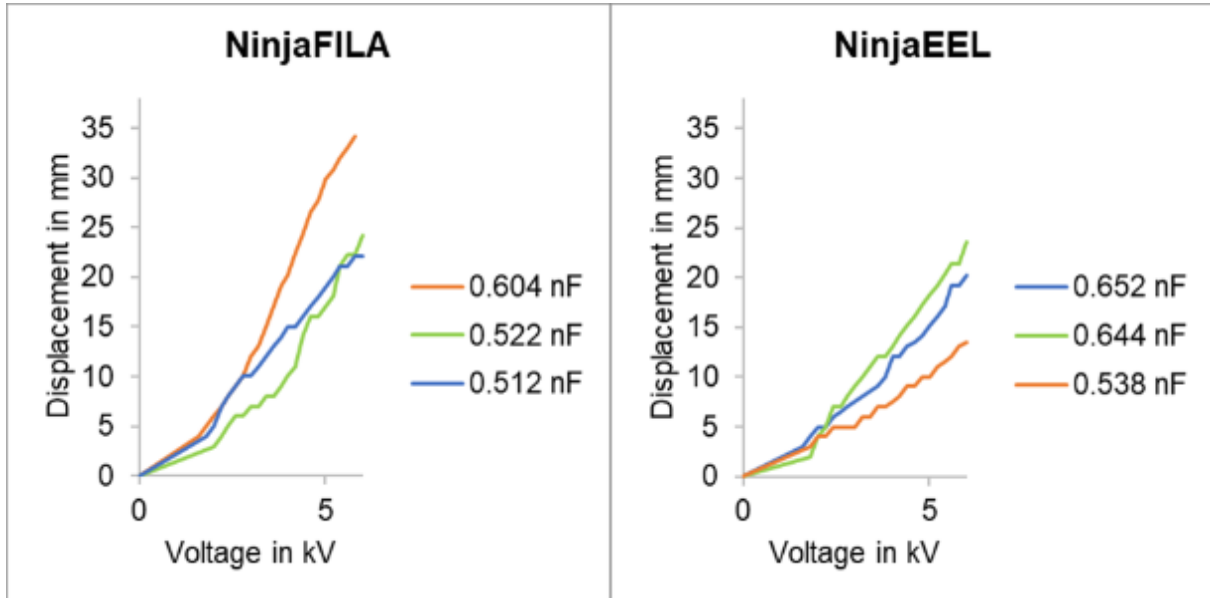 NinjaFILA
Displacement in mm
35
30
25
20
15
10
5
0
0 5
Voltage in kV
0.604 nF
0.522 nF
0.512 nF
NinjaEEL
Displacement in mm
35
30
25
20
15
10
5
0
0 5
Voltage in kV
0.652 nF
0.644 nF
0.538 nF